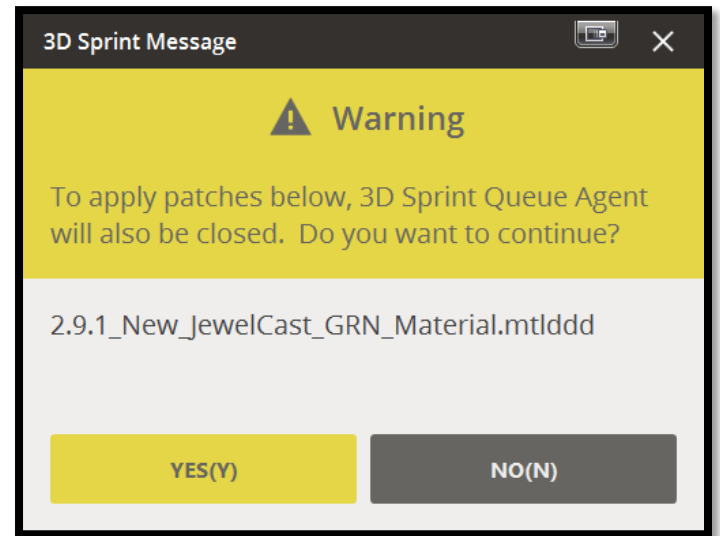 3D Sprint Message
Warning
To apply patches below, 3D Sprint Queue Agent
will also be closed.  Do you want to continue?
2.9.1_New_JewelCast_GRN_Material.mtlddd
YES(Y)
NO(N)